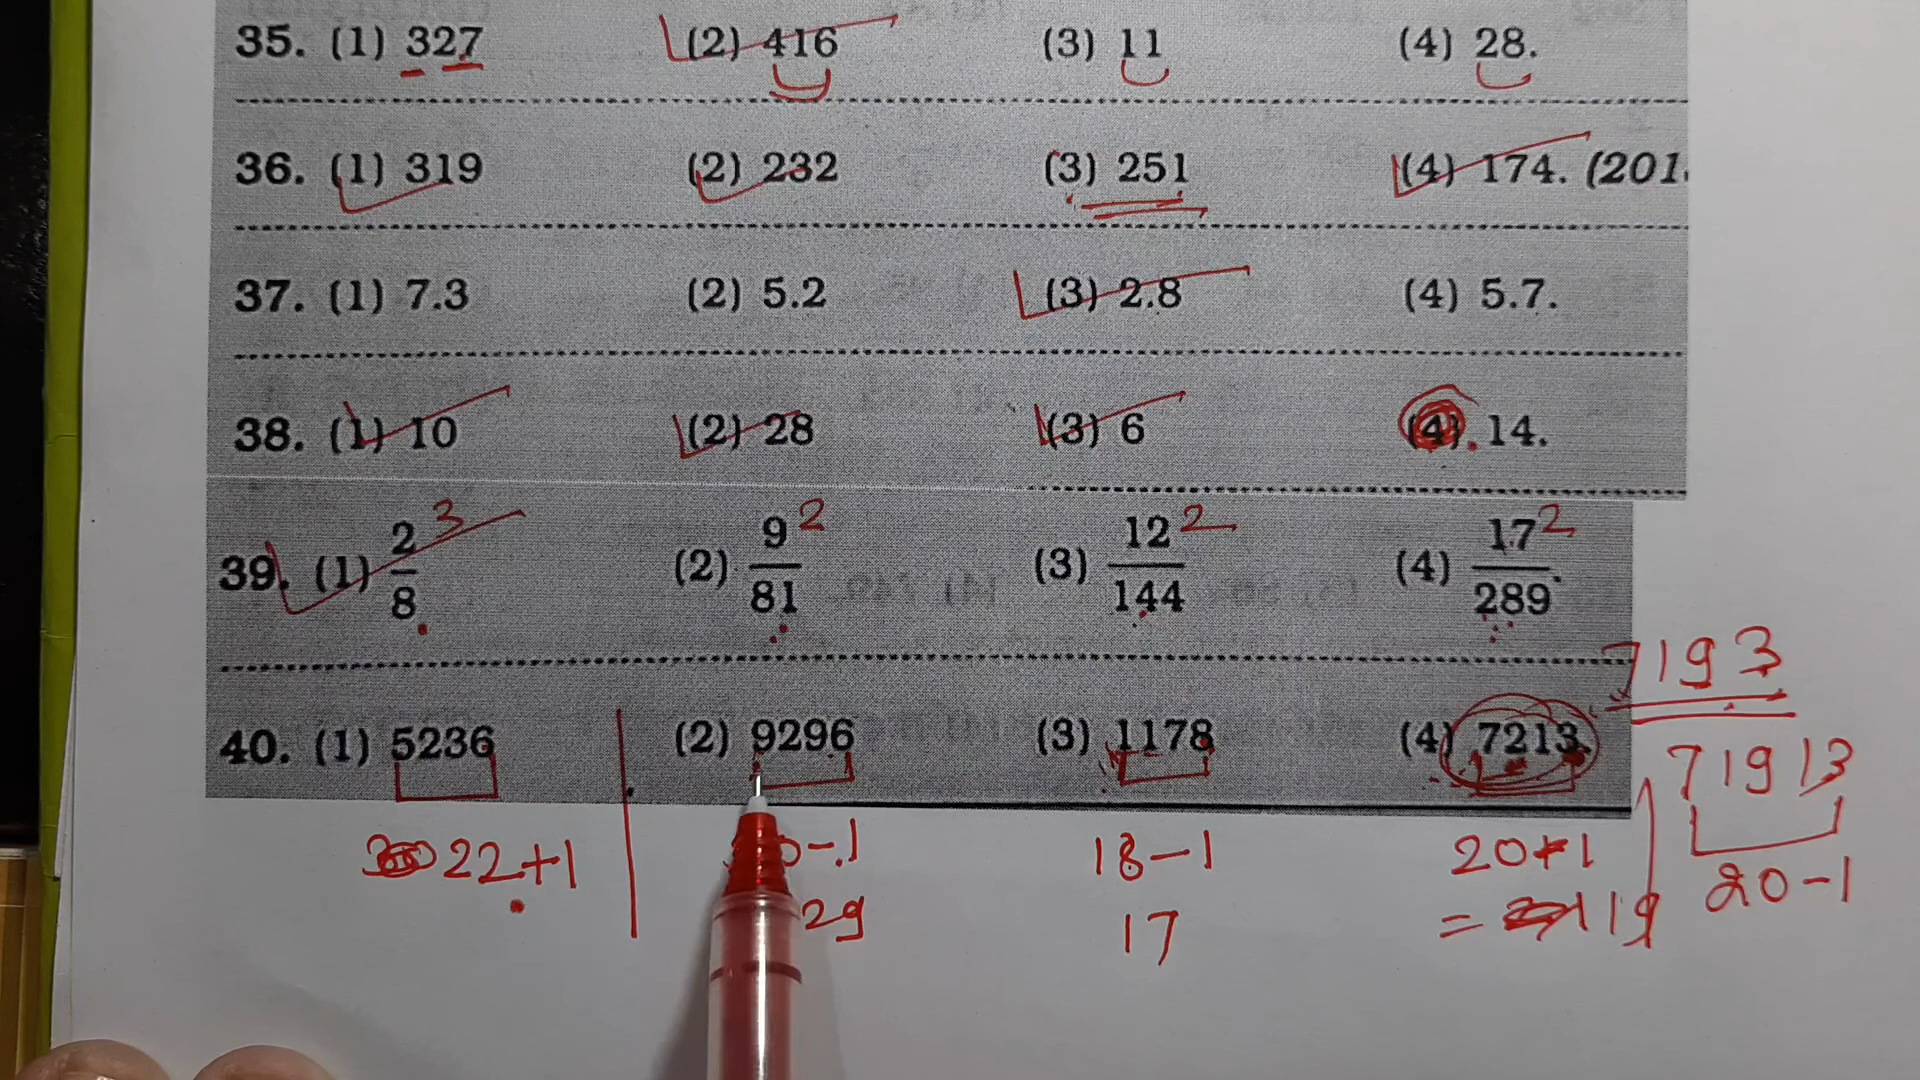 35. (1) 327 (2) 416 (3) 11 (4) 28.
36. (1) 319 (2) 232 (3) 251 (4) 174. (201
37. (1) 7.3 (2) 5.2 (3) 2.8 (4) 5.7.
38. (1) 10 (2) 28 (3) 6 (4). 14.
39. (1) 2/8 3 (2) 9/81 2 (3) 12/144 2 (4) 17/289. 2
7193
40. (1) 5236 (2) 9296 (3) 1178 (4) 7213.
71913
22+1 0-1 18-1 20+1
20-1
29 17 = 19